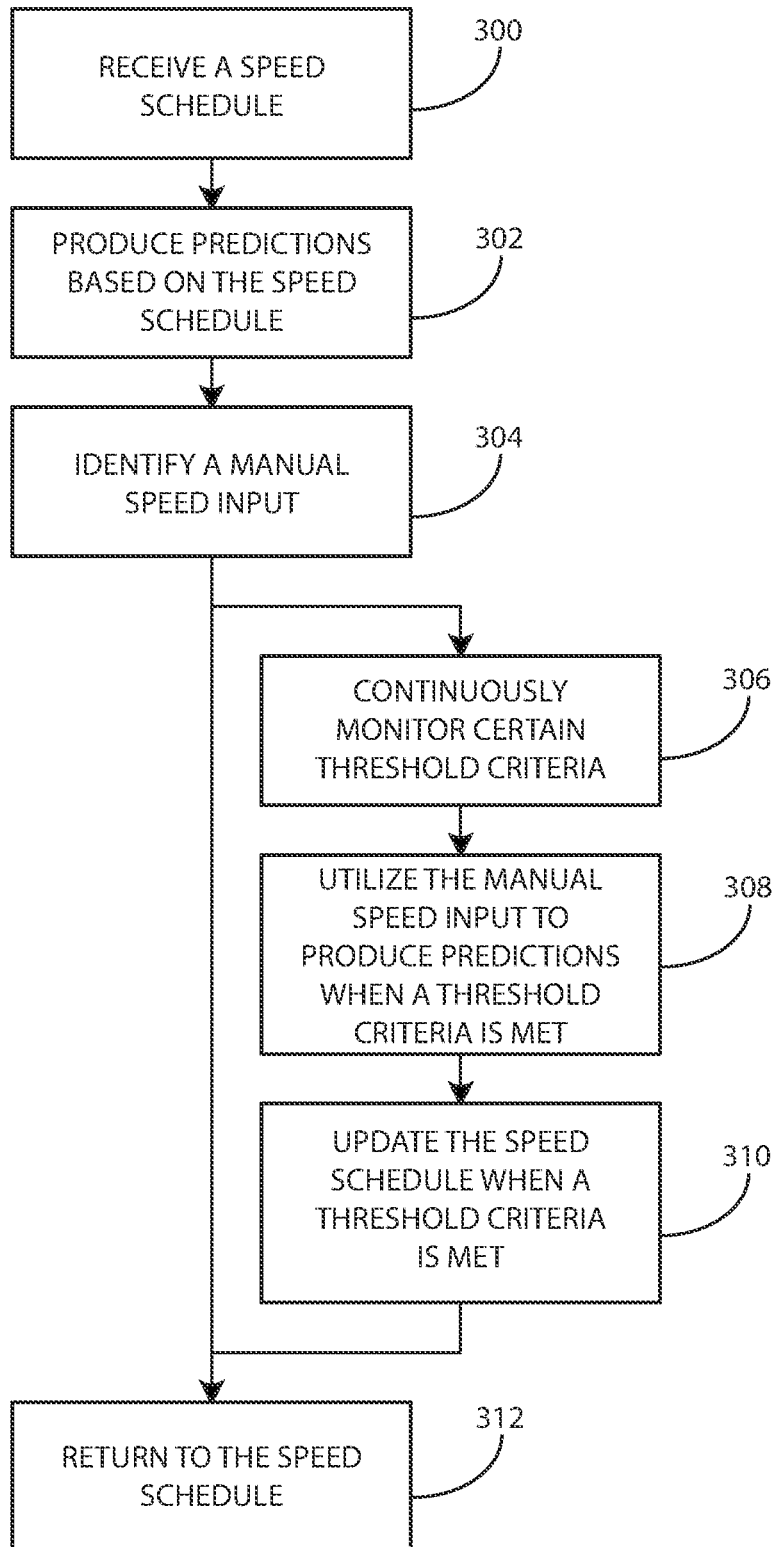 RECEIVE A SPEED
SCHEDULE
300
PRODUCE PREDICTIONS
BASED ON THE SPEED
SCHEDULE
302
IDENTIFY A MANUAL
SPEED INPUT
304
CONTINUOUSLY
MONITOR CERTAIN
THRESHOLD CRITERIA
306
UTILIZE THE MANUAL
SPEED INPUT TO
PRODUCE PREDICTIONS
WHEN A THRESHOLD
CRITERIA IS MET
308
UPDATE THE SPEED
SCHEDULE WHEN A
THRESHOLD CRITERIA
IS MET
310
RETURN TO THE SPEED
SCHEDULE
312